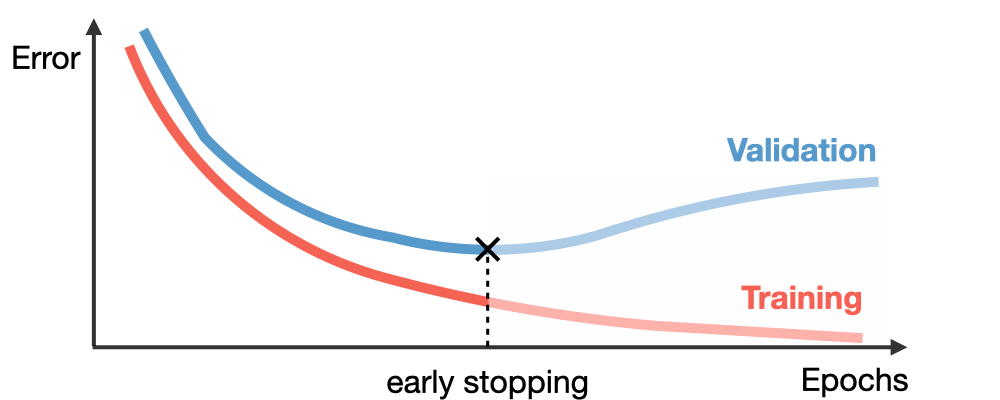 Error
Validation
Training
early stopping
Epochs